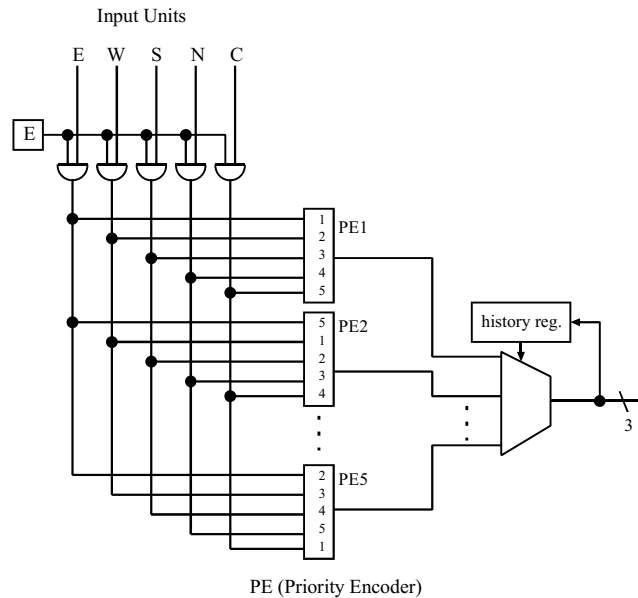 Input Units
E W S N C
E
1 PE1
2
3
4
5
history reg.
5 PE2
1
2
3
4
3
2 PE5
3
4
5
1
PE (Priority Encoder)